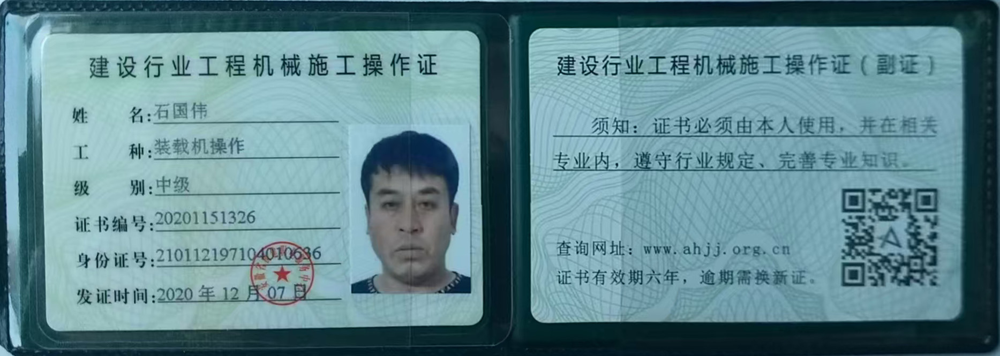 建设行业工程机械施工操作证
姓名:石国伟
工种:装载机操作
级别:中级
证书编号:20201151326
身份证号:210112197104010636
发证时间:2020 年 12 月 07 日
建设行业工程机械施工操作证(副证)
须知:证书必须由本人使用,并在相关
专业内,遵守行业规定、完善专业知识。
查询网址:www.ahjj.org.cn
证书有效期六年,逾期需换新证。